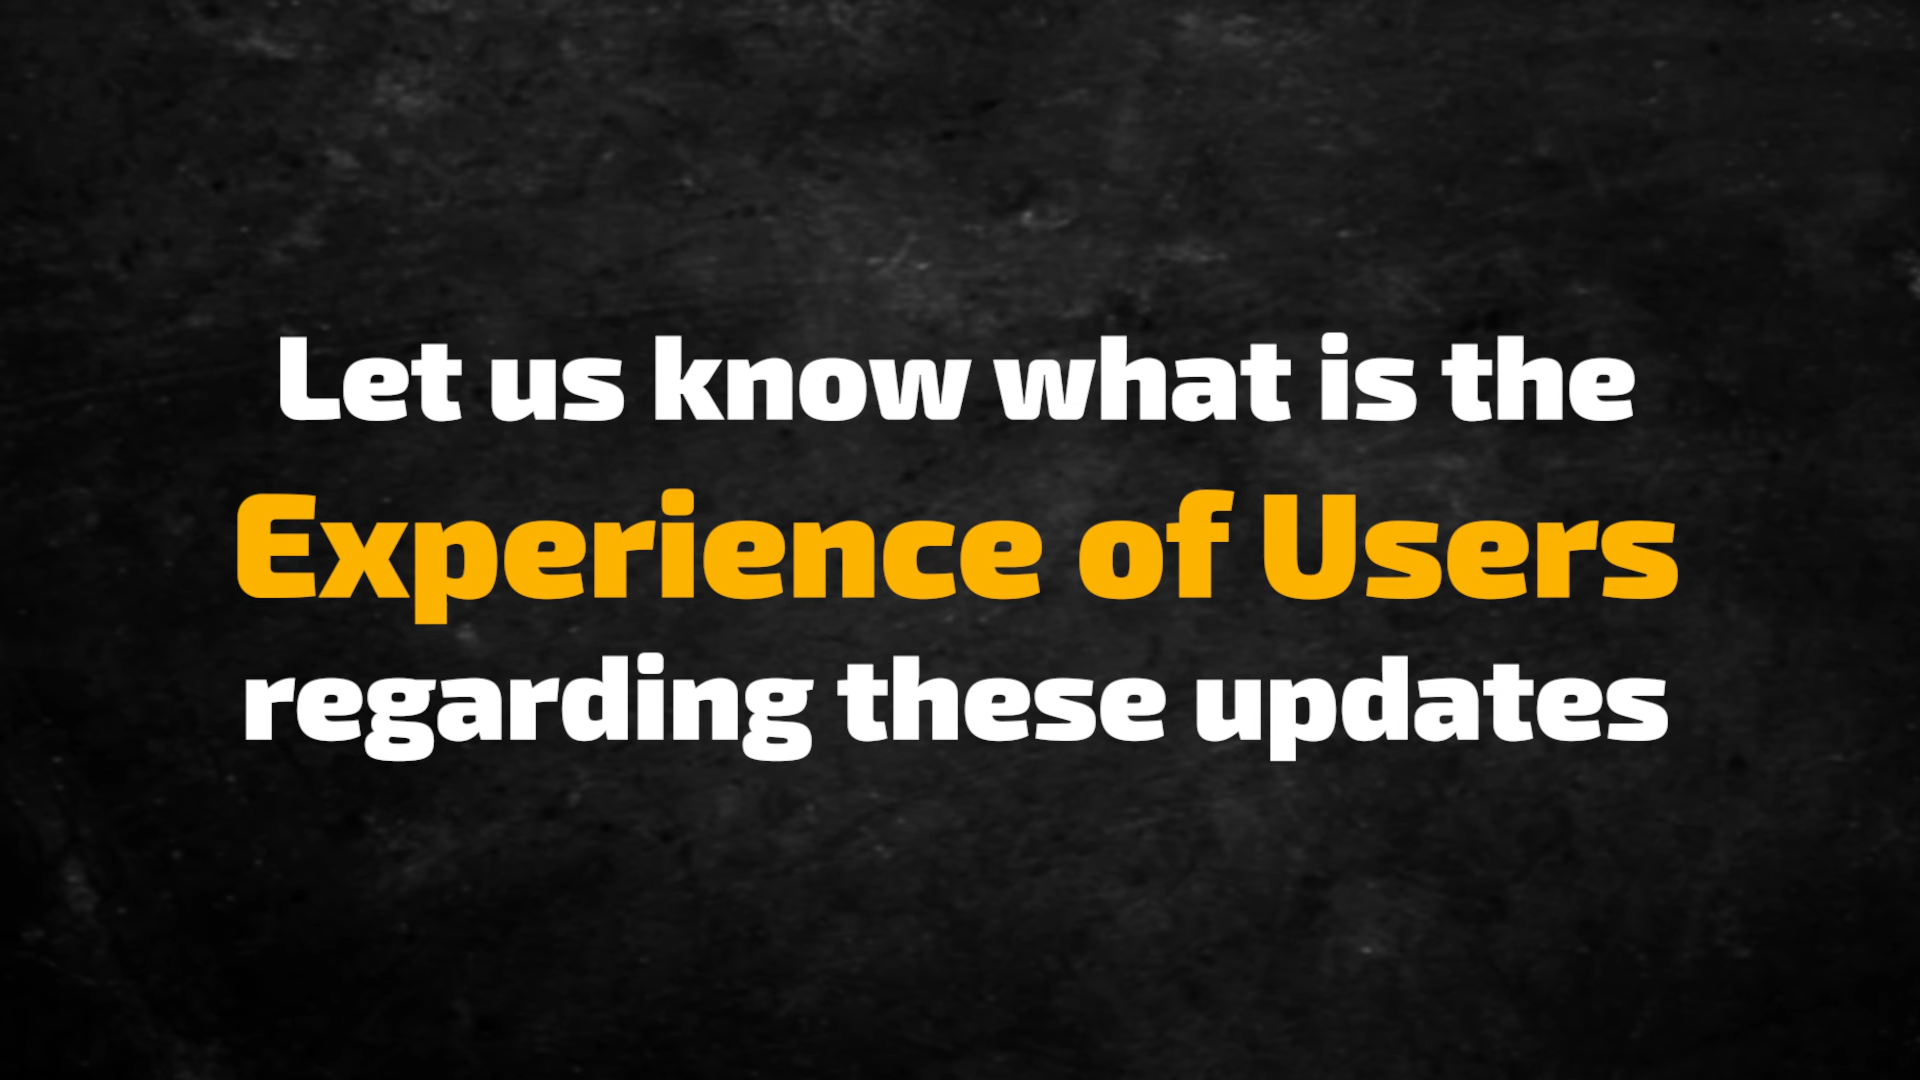 Let us know what is the
Experience of Users
regarding these updates